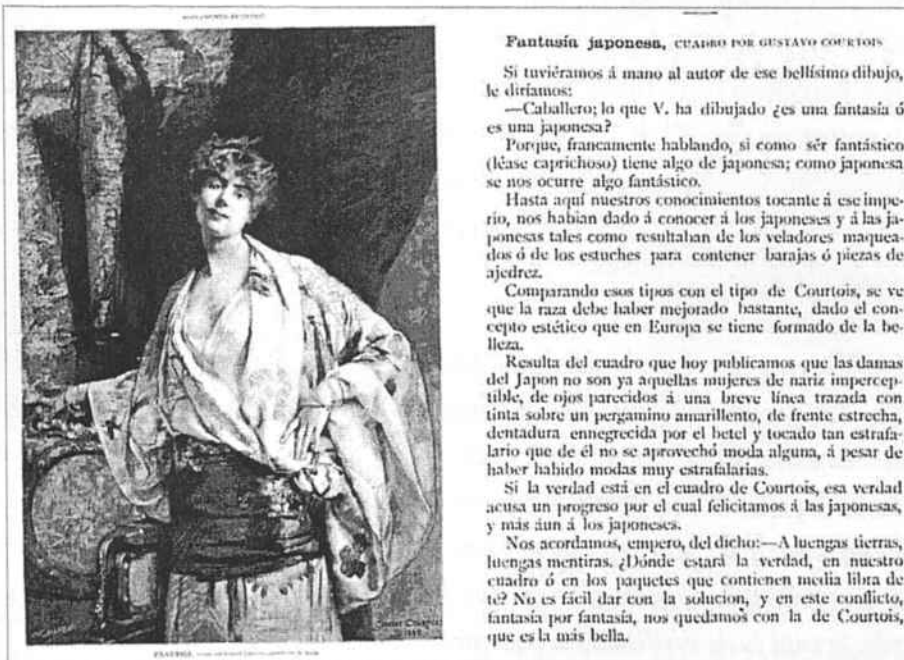 Fantasía japonesa, CUADRO POR GUSTAVO COURTOIS
Si tuviéramos á mano al autor de ese bellísimo dibujo,
le diríamos:
—Caballero; lo que V. ha dibujado ¿es una fantasía ó
es una japonesa?
Porque, francamente hablando, si como sér fantástico
(léase caprichoso) tiene algo de japonesa; como japonesa
se nos ocurre algo fantástico.
Hasta aquí nuestros conocimientos tocante á ese impe-
rio, nos habian dado á conocer á los japoneses y á las ja-
ponesas tales como resultaban de los veladores maquea-
dos ó de los estuches para contener barajas ó piezas de
ajedrez.
Comparando esos tipos con el tipo de Courtois, se ve
que la raza debe haber mejorado bastante, dado el con-
cepto estético que en Europa se tiene formado de la be-
lleza.
Resulta del cuadro que hoy publicamos que las damas
del Japon no son ya aquellas mujeres de nariz impercep-
tible, de ojos parecidos á una breve línea trazada con
tinta sobre un pergamino amarillento, de frente estrecha,
dentadura ennegrecida por el betel y tocado tan estrafa-
lario que de él no se aprovechó moda alguna, á pesar de
haber habido modas muy estrafalarias.
Si la verdad está en el cuadro de Courtois, esa verdad
acusa un progreso por el cual felicitamos á las japonesas,
y más áun á los japoneses.
Nos acordamos, empero, del dicho:—A luengas tierras,
luengas mentiras. ¿Dónde estará la verdad, en nuestro
cuadro ó en los paquetes que contienen media libra de
te? No es fácil dar con la solucion, y en este conflicto,
fantasía por fantasía, nos quedamos con la de Courtois,
que es la más bella.